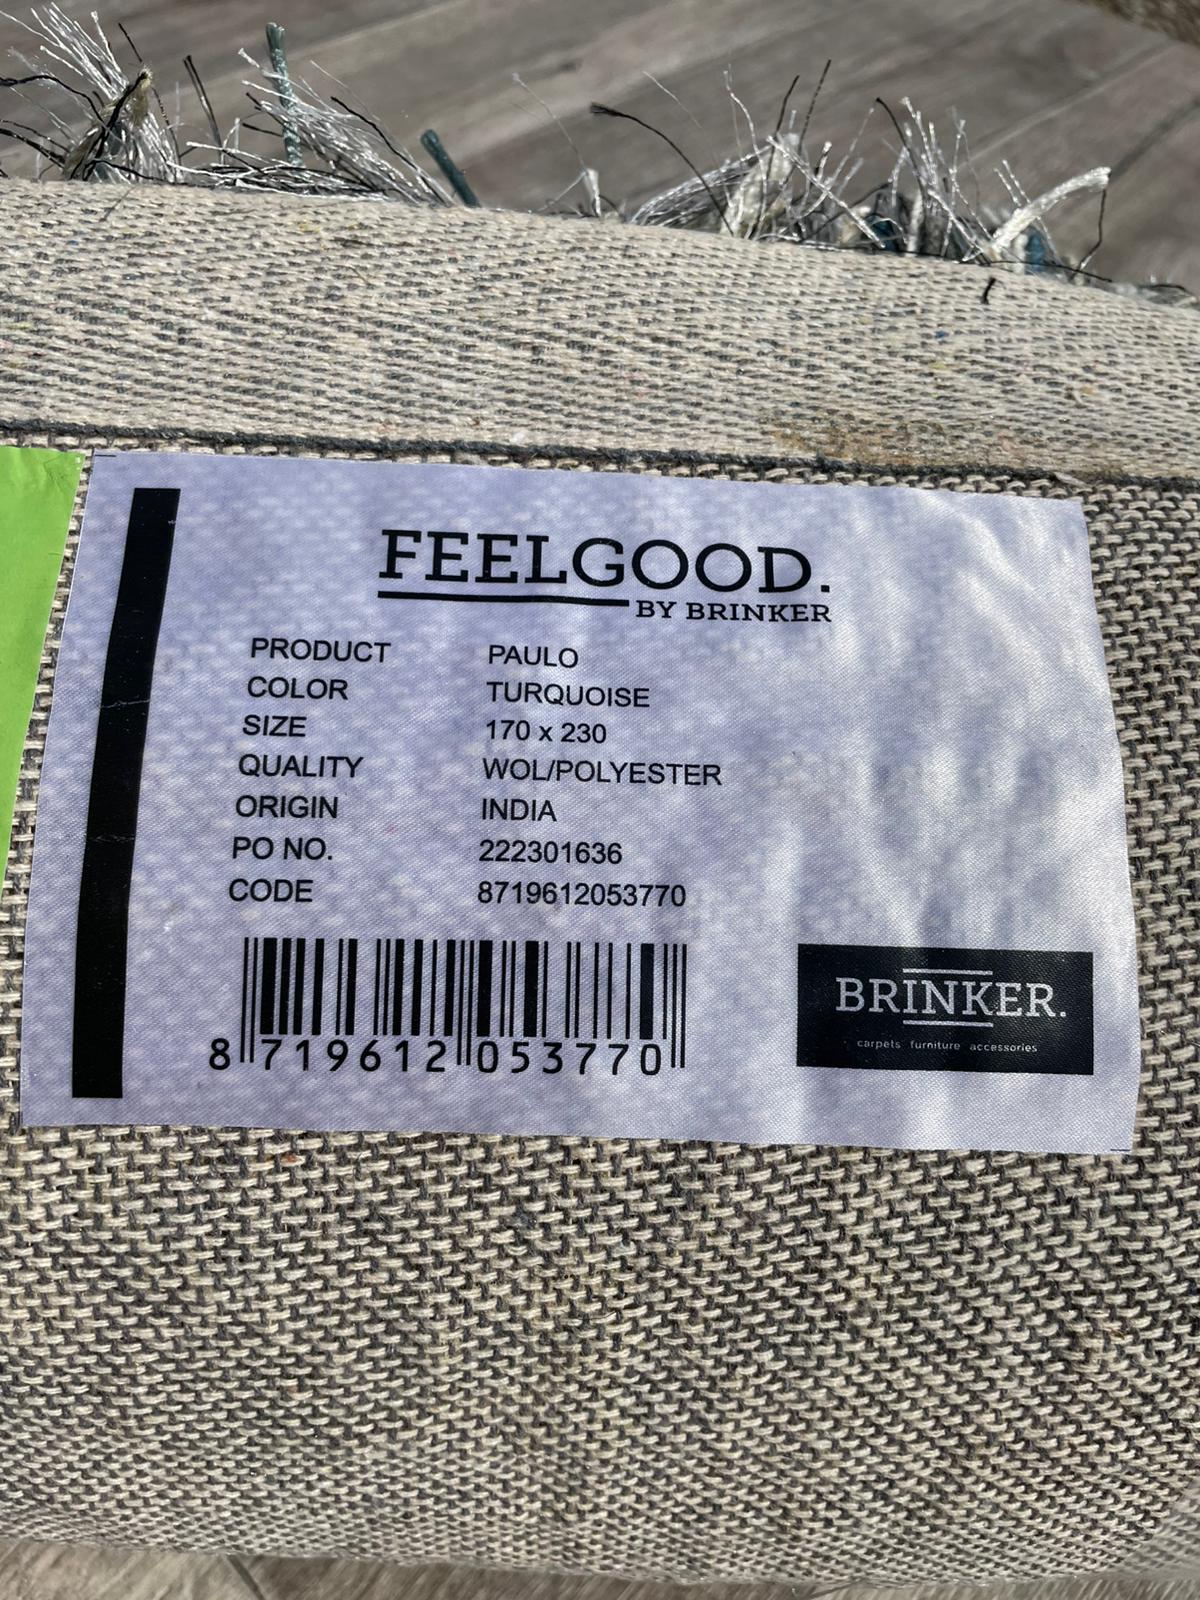 FEELGOOD.
BY BRINKER
PRODUCT PAULO
COLOR TURQUOISE
SIZE 170 x 230
QUALITY WOL/POLYESTER
ORIGIN INDIA
PO NO. 222301636
CODE 8719612053770
8 719612 053770
BRINKER.
carpets furniture accessories